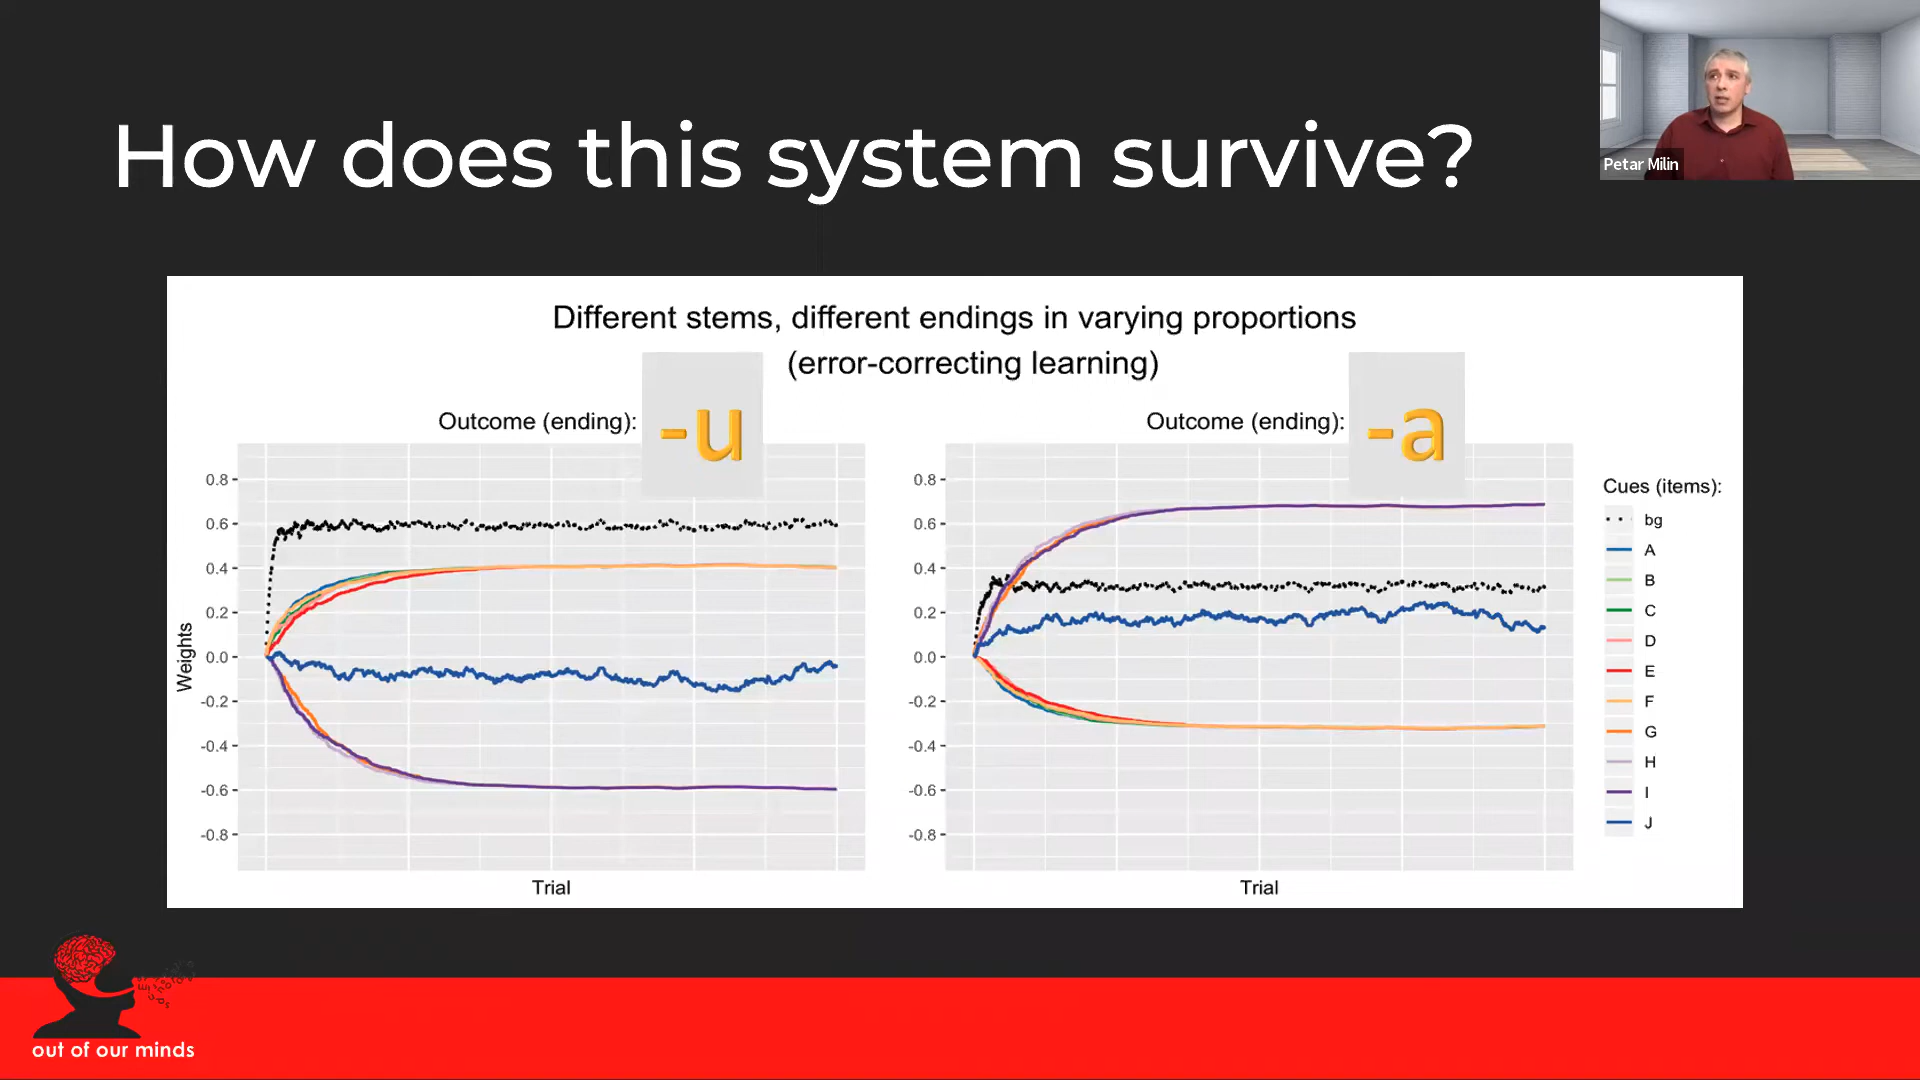 How does this system survive?
Petar Milin
Different stems, different endings in varying proportions
(error-correcting learning)
Outcome (ending): -u
Outcome (ending): -a
Weights
0.8
0.6
0.4
0.2
0.0
-0.2
-0.4
-0.6
-0.8
Trial
0.8
0.6
0.4
0.2
0.0
-0.2
-0.4
-0.6
-0.8
Trial
Cues (items):
bg
A
B
C
D
E
F
G
H
I
J
out of our minds